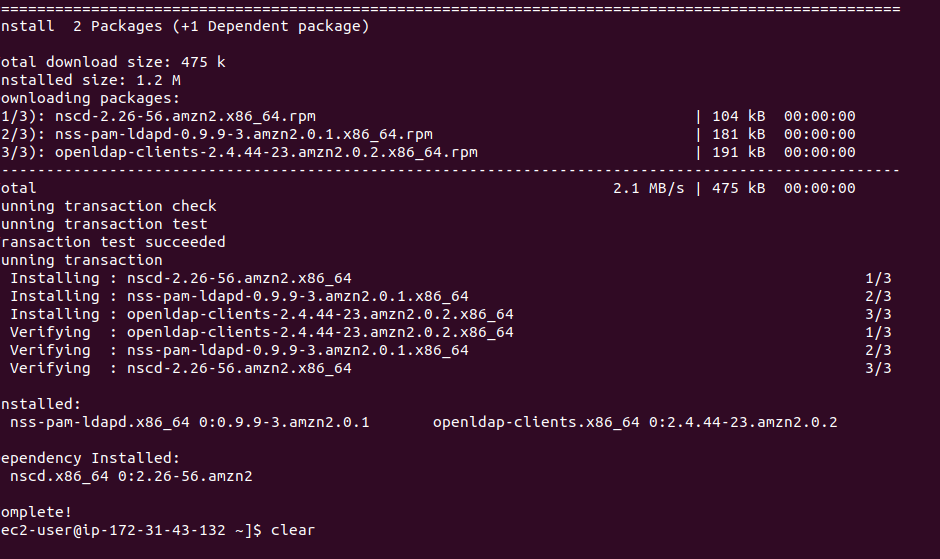 ====================================================================================================
nstall  2 Packages (+1 Dependent package)
otal download size: 475 k
nstalled size: 1.2 M
ownloading packages:
1/3): nscd-2.26-56.amzn2.x86_64.rpm | 104 kB  00:00:00
2/3): nss-pam-ldapd-0.9.9-3.amzn2.0.1.x86_64.rpm | 181 kB  00:00:00
3/3): openldap-clients-2.4.44-23.amzn2.0.2.x86_64.rpm | 191 kB  00:00:00
----------------------------------------------------------------------------------------------------
otal 2.1 MB/s | 475 kB  00:00:00
unning transaction check
unning transaction test
ransaction test succeeded
unning transaction
Installing : nscd-2.26-56.amzn2.x86_64 1/3
Installing : nss-pam-ldapd-0.9.9-3.amzn2.0.1.x86_64 2/3
Installing : openldap-clients-2.4.44-23.amzn2.0.2.x86_64 3/3
Verifying  : openldap-clients-2.4.44-23.amzn2.0.2.x86_64 1/3
Verifying  : nss-pam-ldapd-0.9.9-3.amzn2.0.1.x86_64 2/3
Verifying  : nscd-2.26-56.amzn2.x86_64 3/3
nstalled:
nss-pam-ldapd.x86_64 0:0.9.9-3.amzn2.0.1 openldap-clients.x86_64 0:2.4.44-23.amzn2.0.2
ependency Installed:
nscd.x86_64 0:2.26-56.amzn2
omplete!
ec2-user@ip-172-31-43-132 ~]$ clear